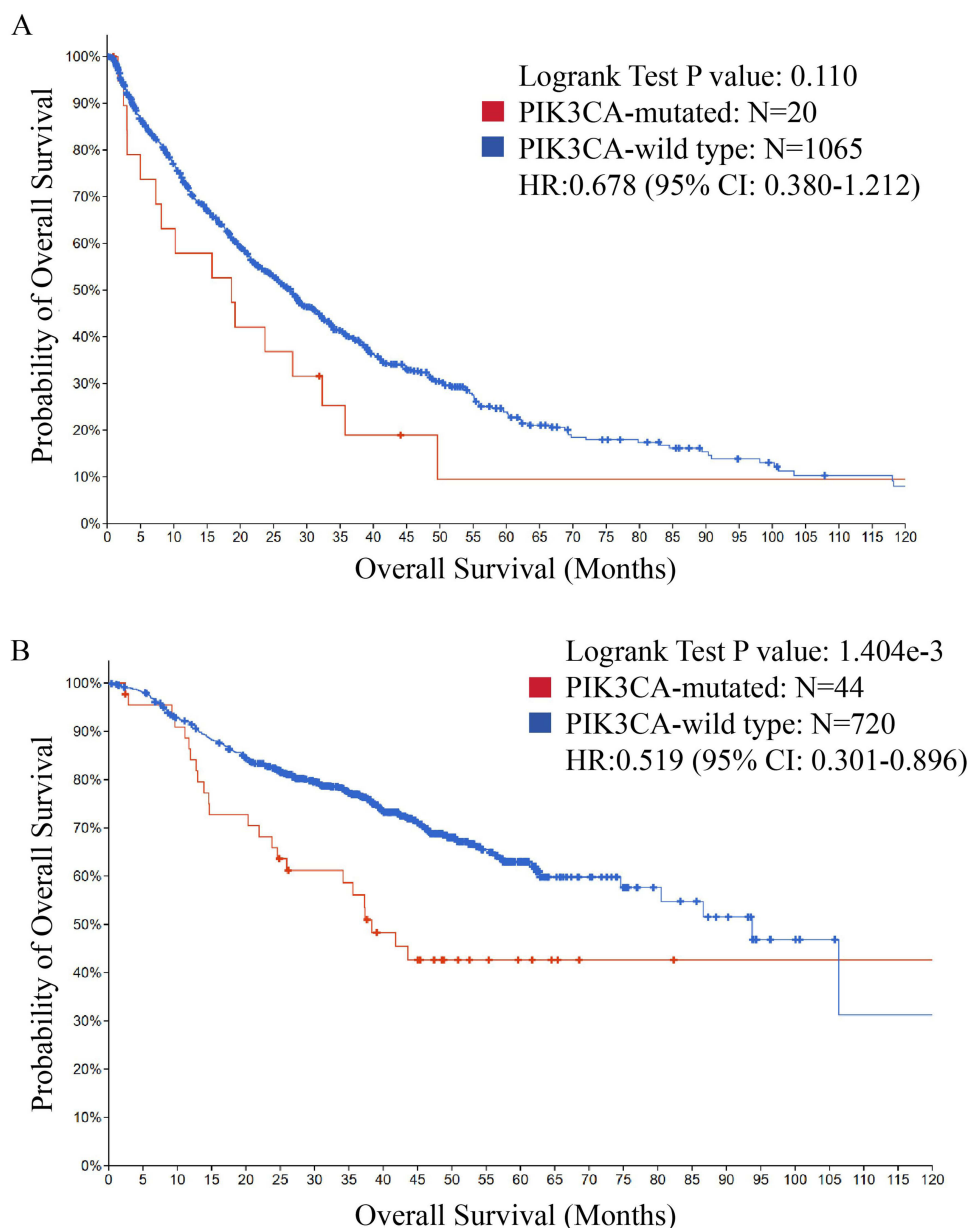 A
Logrank Test P value: 0.110
PIK3CA-mutated: N=20
PIK3CA-wild type: N=1065
HR:0.678 (95% CI: 0.380-1.212)
Probability of Overall Survival
100%
90%
80%
70%
60%
50%
40%
30%
20%
10%
0%
0 5 10 15 20 25 30 35 40 45 50 55 60 65 70 75 80 85 90 95 100 105 110 115 120
Overall Survival (Months)
B
Logrank Test P value: 1.404e-3
PIK3CA-mutated: N=44
PIK3CA-wild type: N=720
HR:0.519 (95% CI: 0.301-0.896)
Probability of Overall Survival
100%
90%
80%
70%
60%
50%
40%
30%
20%
10%
0%
0 5 10 15 20 25 30 35 40 45 50 55 60 65 70 75 80 85 90 95 100 105 110 115 120
Overall Survival (Months)